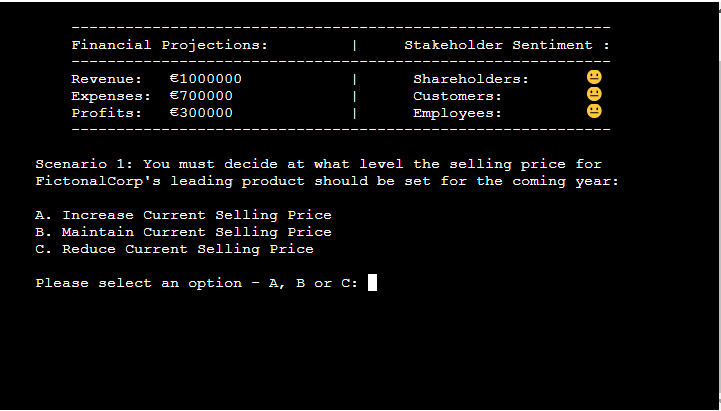 ------------------------------------------------------------
Financial Projections: | Stakeholder Sentiment :
------------------------------------------------------------
Revenue: €1000000 | Shareholders: 😐
Expenses: €700000 | Customers: 😐
Profits: €300000 | Employees: 😐
------------------------------------------------------------
Scenario 1: You must decide at what level the selling price for
FictonalCorp's leading product should be set for the coming year:
A. Increase Current Selling Price
B. Maintain Current Selling Price
C. Reduce Current Selling Price
Please select an option - A, B or C: